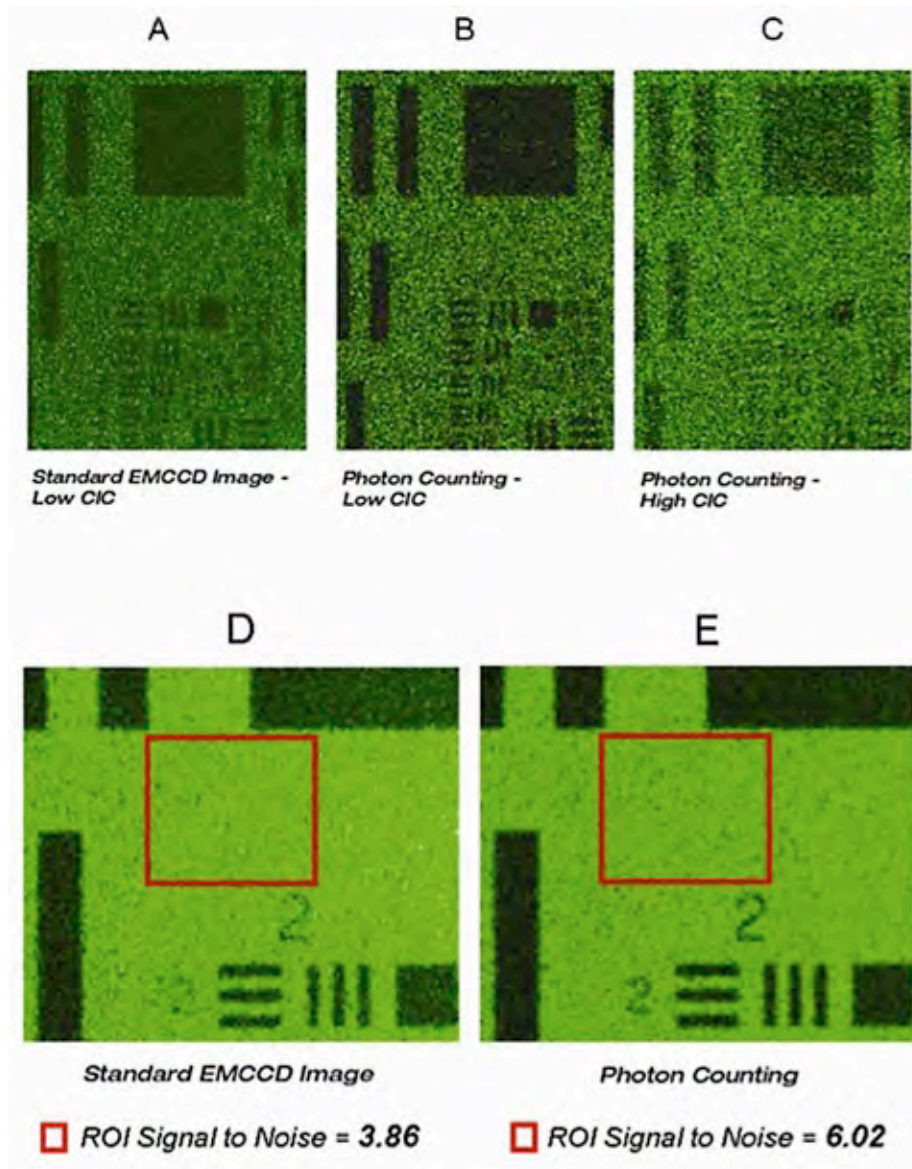 A
B
C
Standard EMCCD Image -
Low CIC
Photon Counting -
Low CIC
Photon Counting -
High CIC
D
E
2
2
2
Standard EMCCD Image
Photon Counting
ROI Signal to Noise = 3.86
ROI Signal to Noise = 6.02